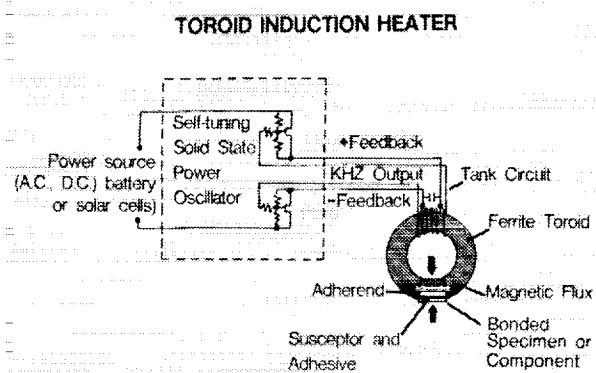 TOROID INDUCTION HEATER
Self-tuning
Solid State
Power
Oscillator
Power source
(A.C., D.C.) battery
or solar cells)
+Feedback
KHZ Output
-Feedback
Tank Circuit
Ferrite Toroid
Adherend
Magnetic Flux
Susceptor and
Adhesive
Bonded
Specimen or
Component